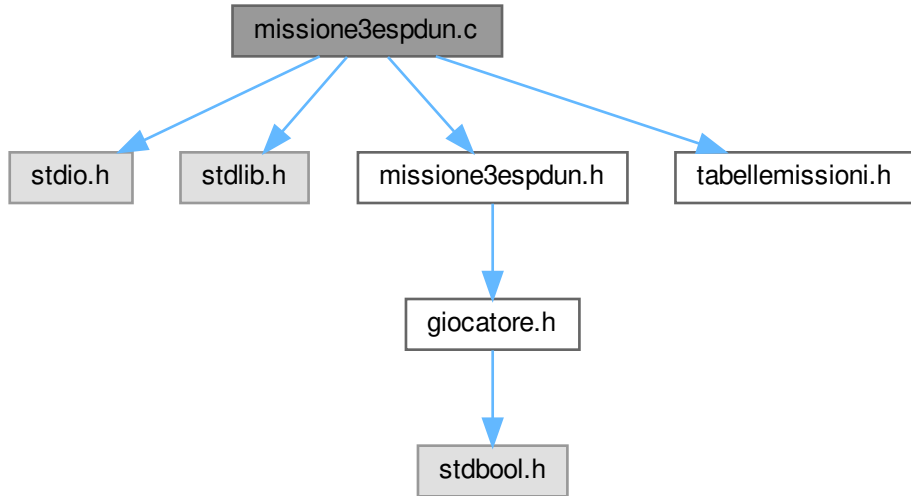 missione3espdun.c
stdio.h
stdlib.h
missione3espdun.h
tabellemissioni.h
giocatore.h
stdbool.h